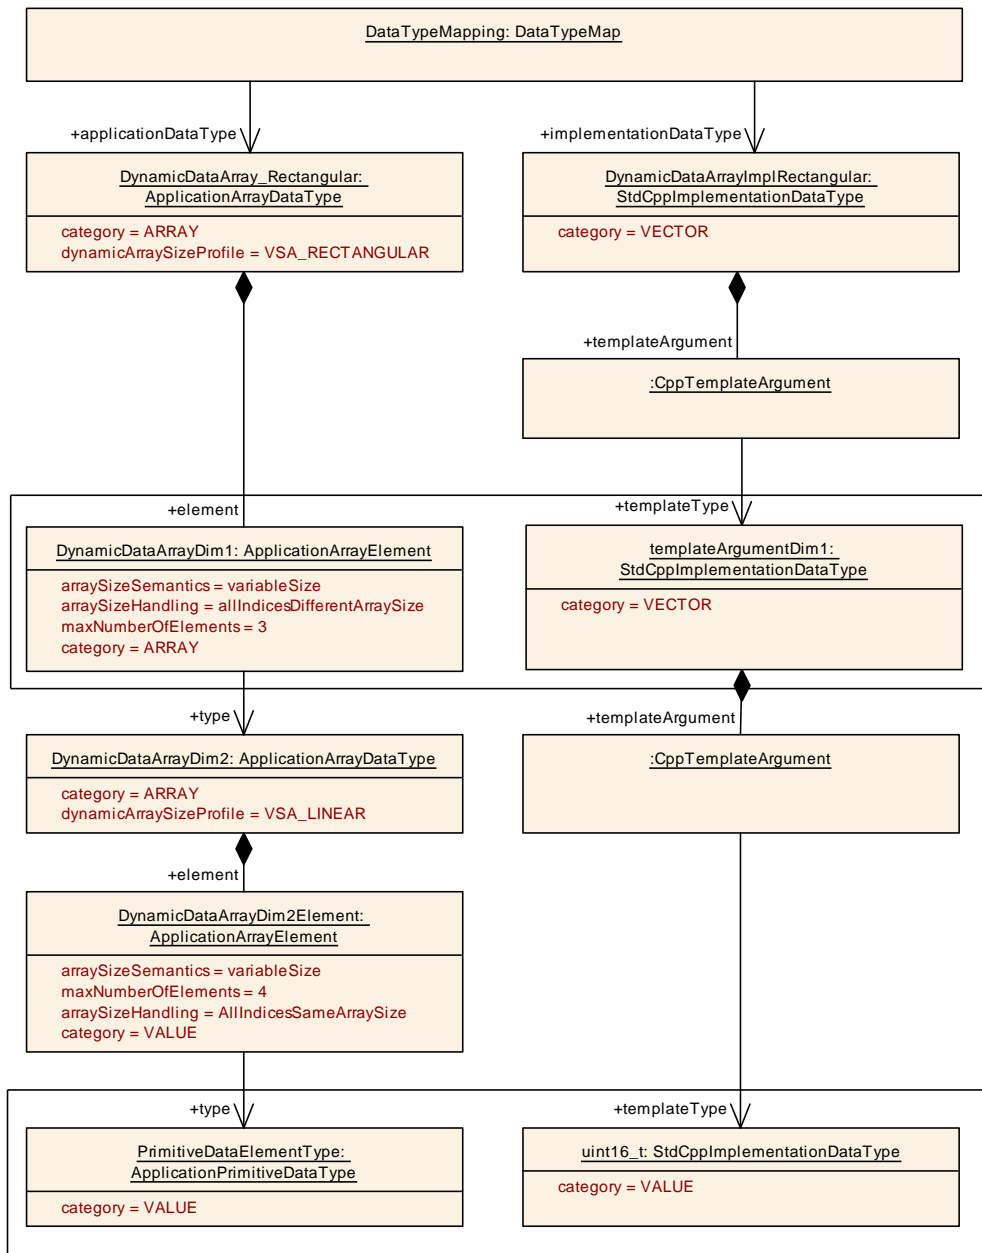 DataTypeMapping: DataTypeMap
+applicationDataType
+implementationDataType
DynamicDataArray_Rectangular:
ApplicationArrayDataType
category = ARRAY
dynamicArraySizeProfile = VSA_RECTANGULAR
DynamicDataArrayImplRectangular:
StdCppImplementationDataType
category = VECTOR
+templateArgument
:CppTemplateArgument
+element
+templateType
DynamicDataArrayDim1: ApplicationArrayElement
arraySizeSemantics = variableSize
arraySizeHandling = allIndicesDifferentArraySize
maxNumberOfElements = 3
category = ARRAY
templateArgumentDim1:
StdCppImplementationDataType
category = VECTOR
+type
+templateArgument
DynamicDataArrayDim2: ApplicationArrayDataType
category = ARRAY
dynamicArraySizeProfile = VSA_LINEAR
:CppTemplateArgument
+element
DynamicDataArrayDim2Element:
ApplicationArrayElement
arraySizeSemantics = variableSize
maxNumberOfElements = 4
arraySizeHandling = AllIndicesSameArraySize
category = VALUE
+type
+templateType
PrimitiveDataElementType:
ApplicationPrimitiveDataType
category = VALUE
uint16_t: StdCppImplementationDataType
category = VALUE